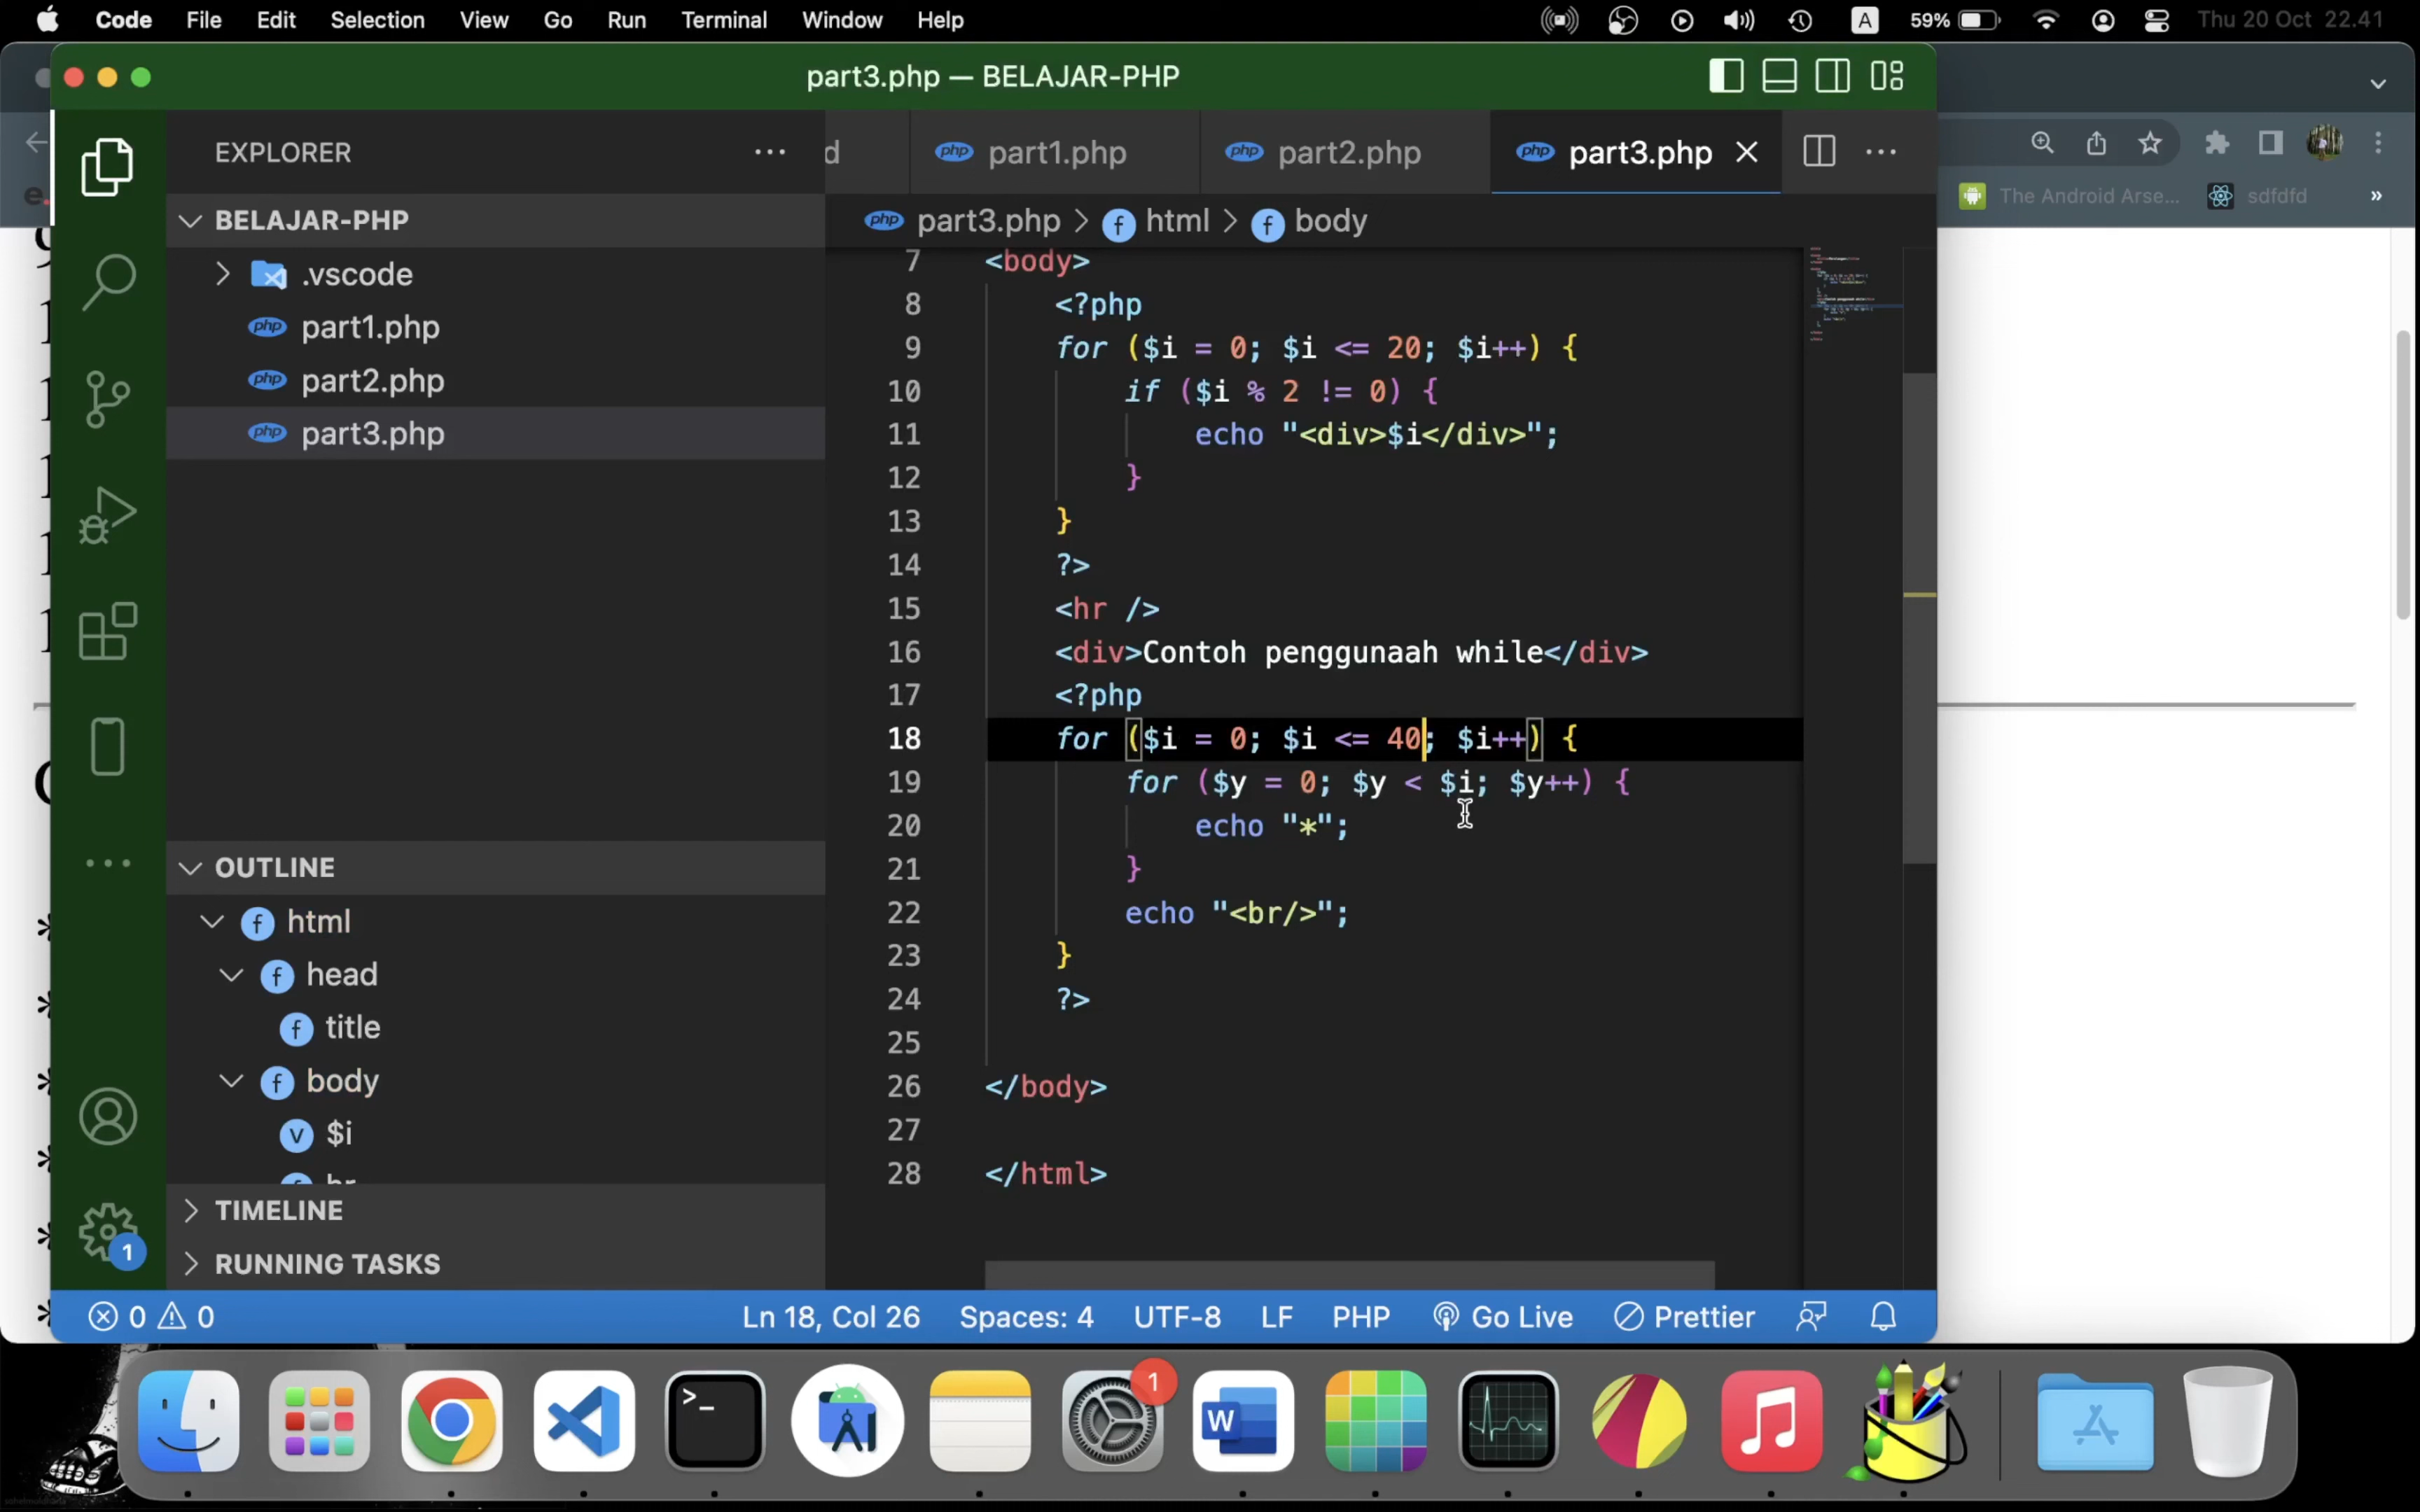 Code File Edit Selection View Go Run Terminal Window Help A 59% Thu 20 Oct 22.41
part3.php — BELAJAR-PHP
EXPLORER
d part1.php part2.php part3.php
BELAJAR-PHP
part3.php > html > body
The Android Arse... sdfdfd »
.vscode
part1.php
part2.php
part3.php
7 <body>
8 <?php
9 for ($i = 0; $i <= 20; $i++) {
10 if ($i % 2 != 0) {
11 echo "<div>$i</div>";
12 }
13 }
14 ?>
15 <hr />
16 <div>Contoh penggunaah while</div>
17 <?php
18 for ($i = 0; $i <= 40; $i++) {
19 for ($y = 0; $y < $i; $y++) {
20 echo "*";
21 }
22 echo "<br/>";
23 }
24 ?>
25
26 </body>
27
28 </html>
OUTLINE
html
head
title
body
$i
TIMELINE
RUNNING TASKS
1
0 0 Ln 18, Col 26 Spaces: 4 UTF-8 LF PHP Go Live Prettier
1
W